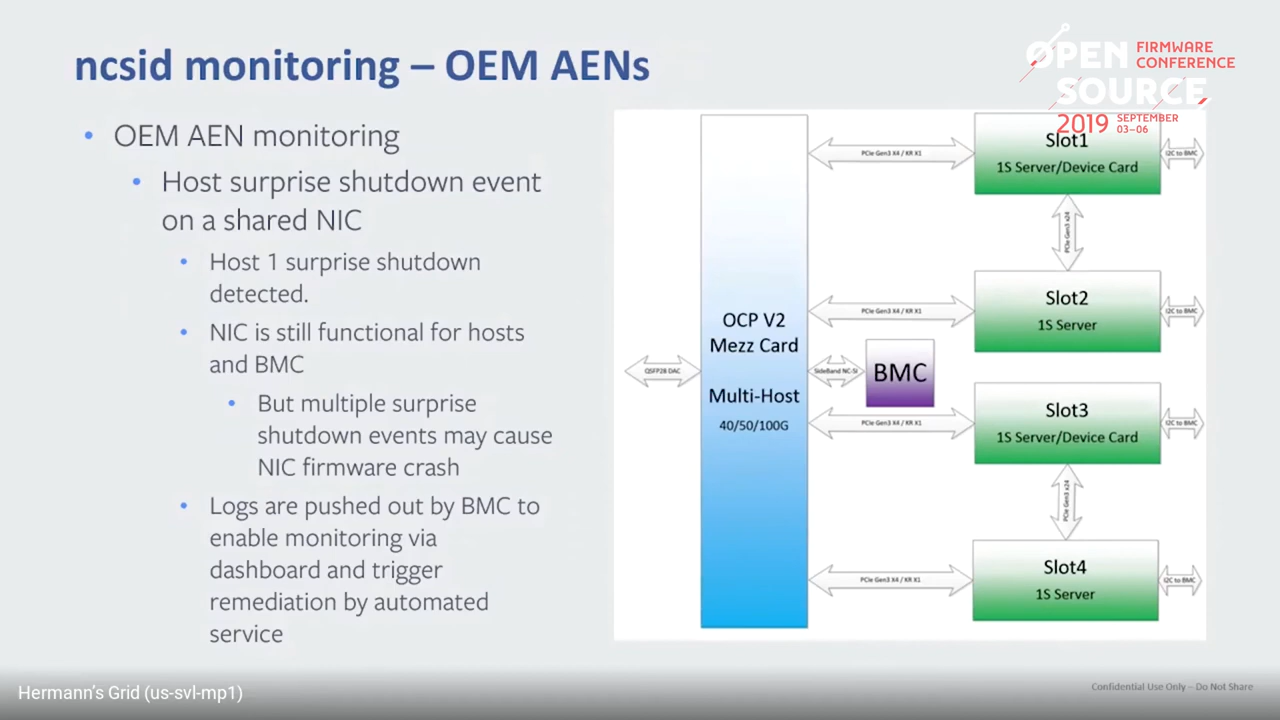 ncsid monitoring – OEM AENs
OPEN SOURCE
FIRMWARE
CONFERENCE
2019
SEPTEMBER
03–06
• OEM AEN monitoring
• Host surprise shutdown event
on a shared NIC
• Host 1 surprise shutdown
detected.
• NIC is still functional for hosts
and BMC
• But multiple surprise
shutdown events may cause
NIC firmware crash
• Logs are pushed out by BMC to
enable monitoring via
dashboard and trigger
remediation by automated
service
QSFP28 DAC
OCP V2
Mezz Card
Multi-Host
40/50/100G
PCIe Gen3 X4 / KR X1
Slot1
1S Server/Device Card
I2C to BMC
PCIe Gen3 x24
PCIe Gen3 X4 / KR X1
Slot2
1S Server
I2C to BMC
SideBand NC-SI
BMC
PCIe Gen3 X4 / KR X1
Slot3
1S Server/Device Card
I2C to BMC
PCIe Gen3 x24
PCIe Gen3 X4 / KR X1
Slot4
1S Server
I2C to BMC
Hermann's Grid (us-svl-mp1)
Confidential Use Only – Do Not Share